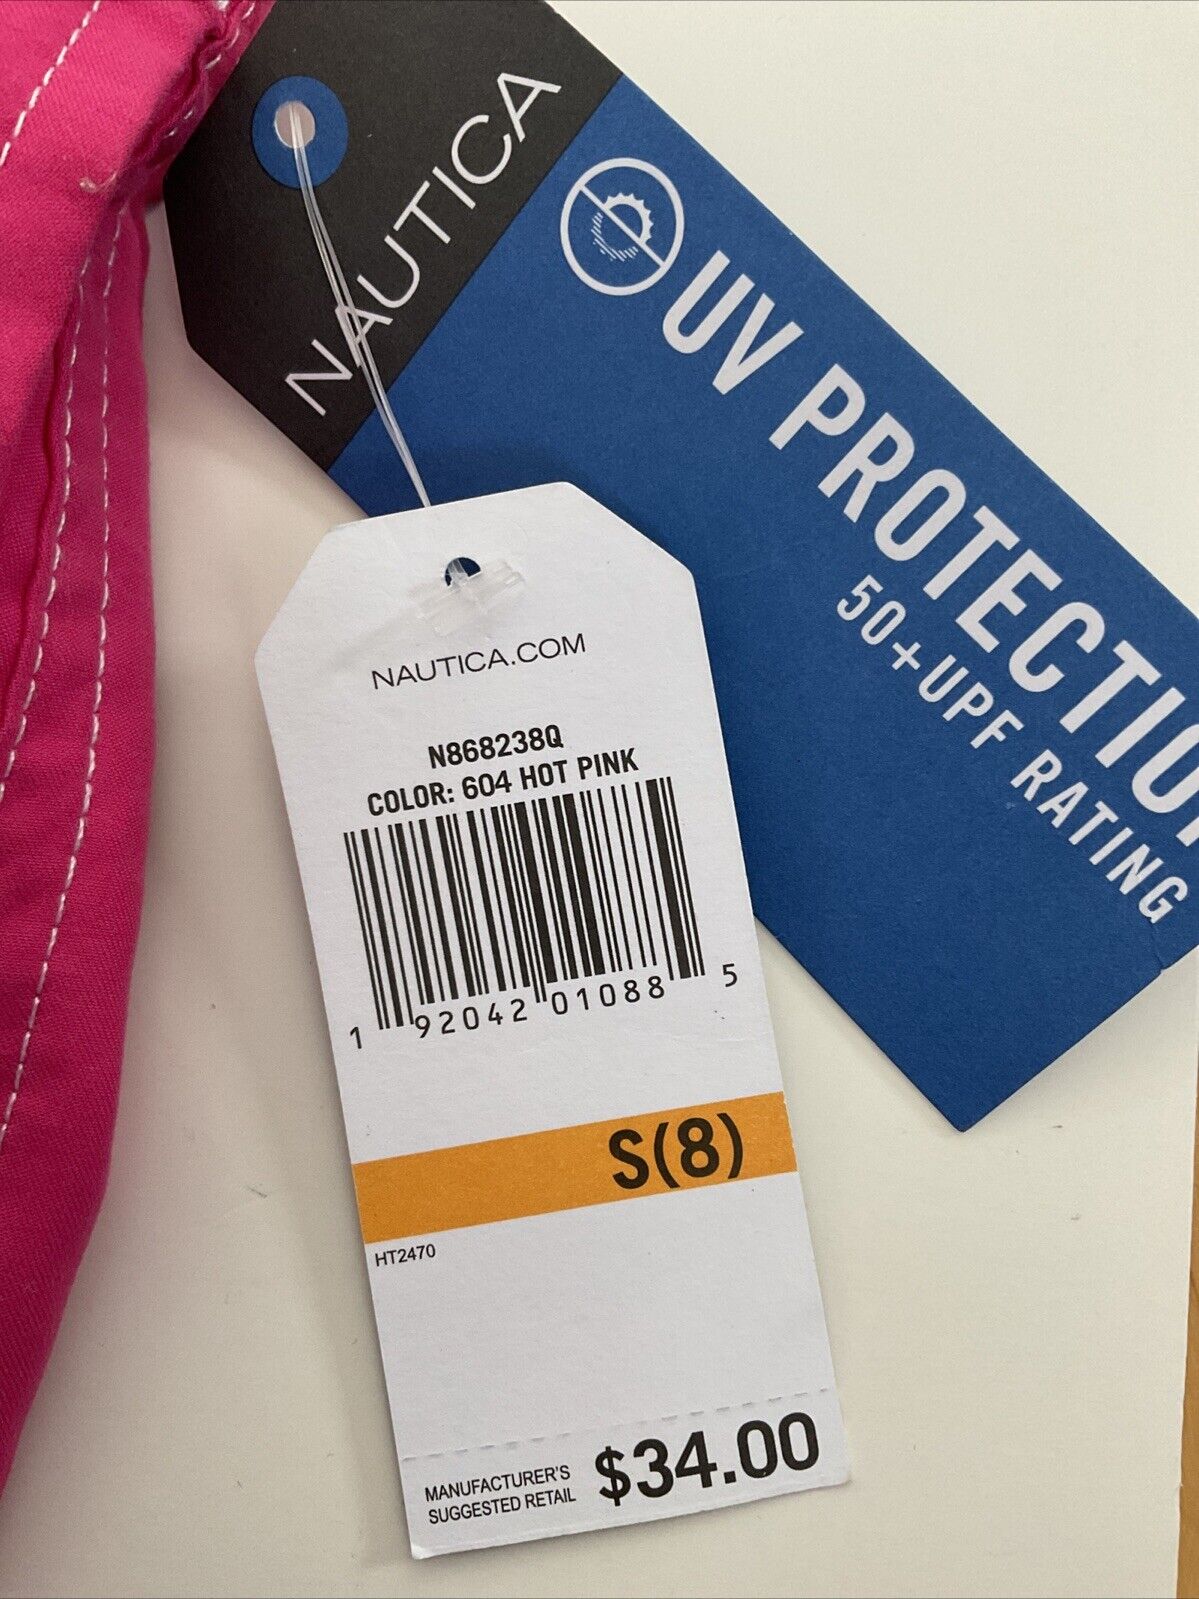 NAUTICA
UV PROTECTIO
50+UPF RATING
NAUTICA.COM
N868238Q
COLOR: 604 HOT PINK
1 92042 01088 5
S(8)
HT2470
MANUFACTURER'S
SUGGESTED RETAIL
$34.00